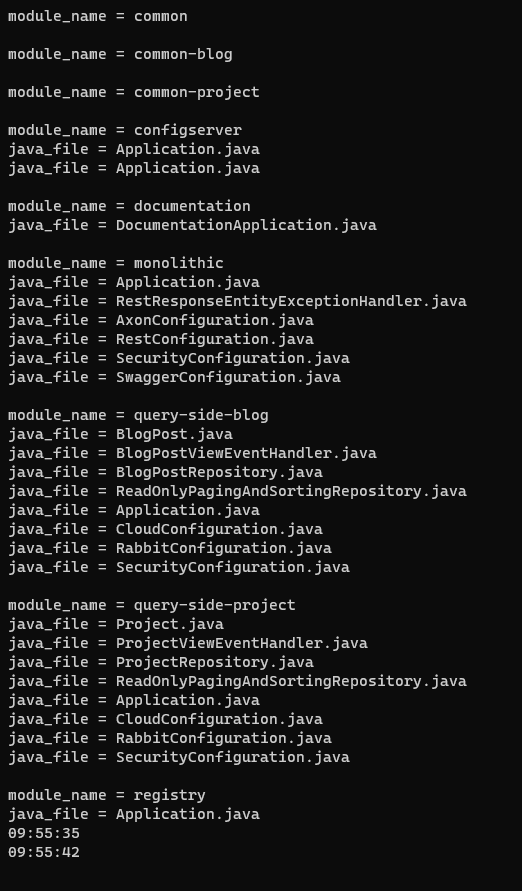 module_name = common
module_name = common-blog
module_name = common-project
module_name = configserver
java_file = Application.java
java_file = Application.java
module_name = documentation
java_file = DocumentationApplication.java
module_name = monolithic
java_file = Application.java
java_file = RestResponseEntityExceptionHandler.java
java_file = AxonConfiguration.java
java_file = RestConfiguration.java
java_file = SecurityConfiguration.java
java_file = SwaggerConfiguration.java
module_name = query-side-blog
java_file = BlogPost.java
java_file = BlogPostViewEventHandler.java
java_file = BlogPostRepository.java
java_file = ReadOnlyPagingAndSortingRepository.java
java_file = Application.java
java_file = CloudConfiguration.java
java_file = RabbitConfiguration.java
java_file = SecurityConfiguration.java
module_name = query-side-project
java_file = Project.java
java_file = ProjectViewEventHandler.java
java_file = ProjectRepository.java
java_file = ReadOnlyPagingAndSortingRepository.java
java_file = Application.java
java_file = CloudConfiguration.java
java_file = RabbitConfiguration.java
java_file = SecurityConfiguration.java
module_name = registry
java_file = Application.java
09:55:35
09:55:42